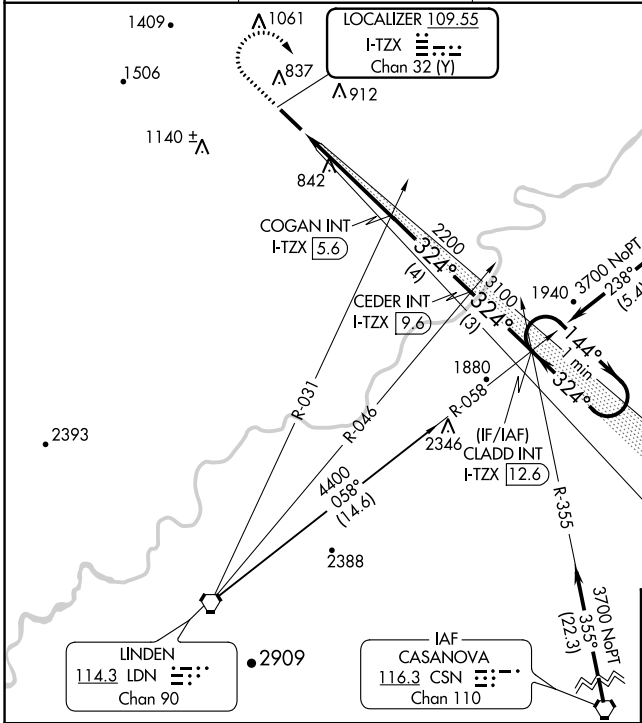 1409
1061
LOCALIZER 109.55
I-TZX
Chan 32 (Y)
1506
837
912
1140 ±
842
COGAN INT
I-TZX 5.6
2200
324°
(4)
CEDER INT
I-TZX 9.6
3100
324°
(3)
1940
3700 NoPT
238°
(5.4
144°
1 min
324°
1880
R-031
R-046
R-058
2393
2346
(IF/IAF)
CLADD INT
I-TZX 12.6
4400
058°
(14.6)
R-355
2388
3700 NoPT
355°
(22.3)
LINDEN
114.3 LDN
Chan 90
2909
IAF
CASANOVA
116.3 CSN
Chan 110